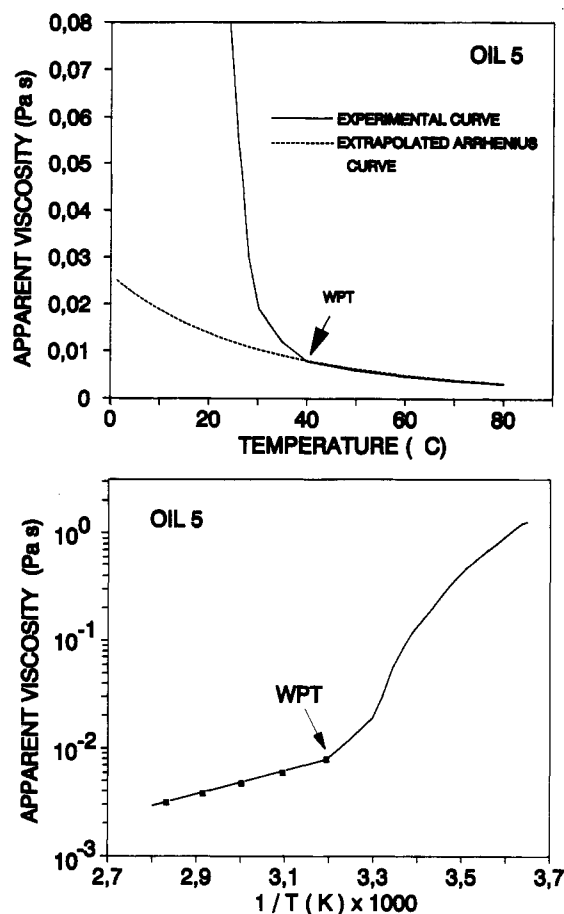 0,08
0,07
0,06
0,05
0,04
0,03
0,02
0,01
0
APPARENT VISCOSITY (Pa s)
OIL 5
EXPERIMENTAL CURVE
EXTRAPOLATED ARRHENIUS
CURVE
WPT
0 20 40 60 80
TEMPERATURE ( C)
OIL 5
10^0
10^-1
10^-2
10^-3
APPARENT VISCOSITY (Pa s)
WPT
2,7 2,9 3,1 3,3 3,5 3,7
1 / T ( K ) x 1000